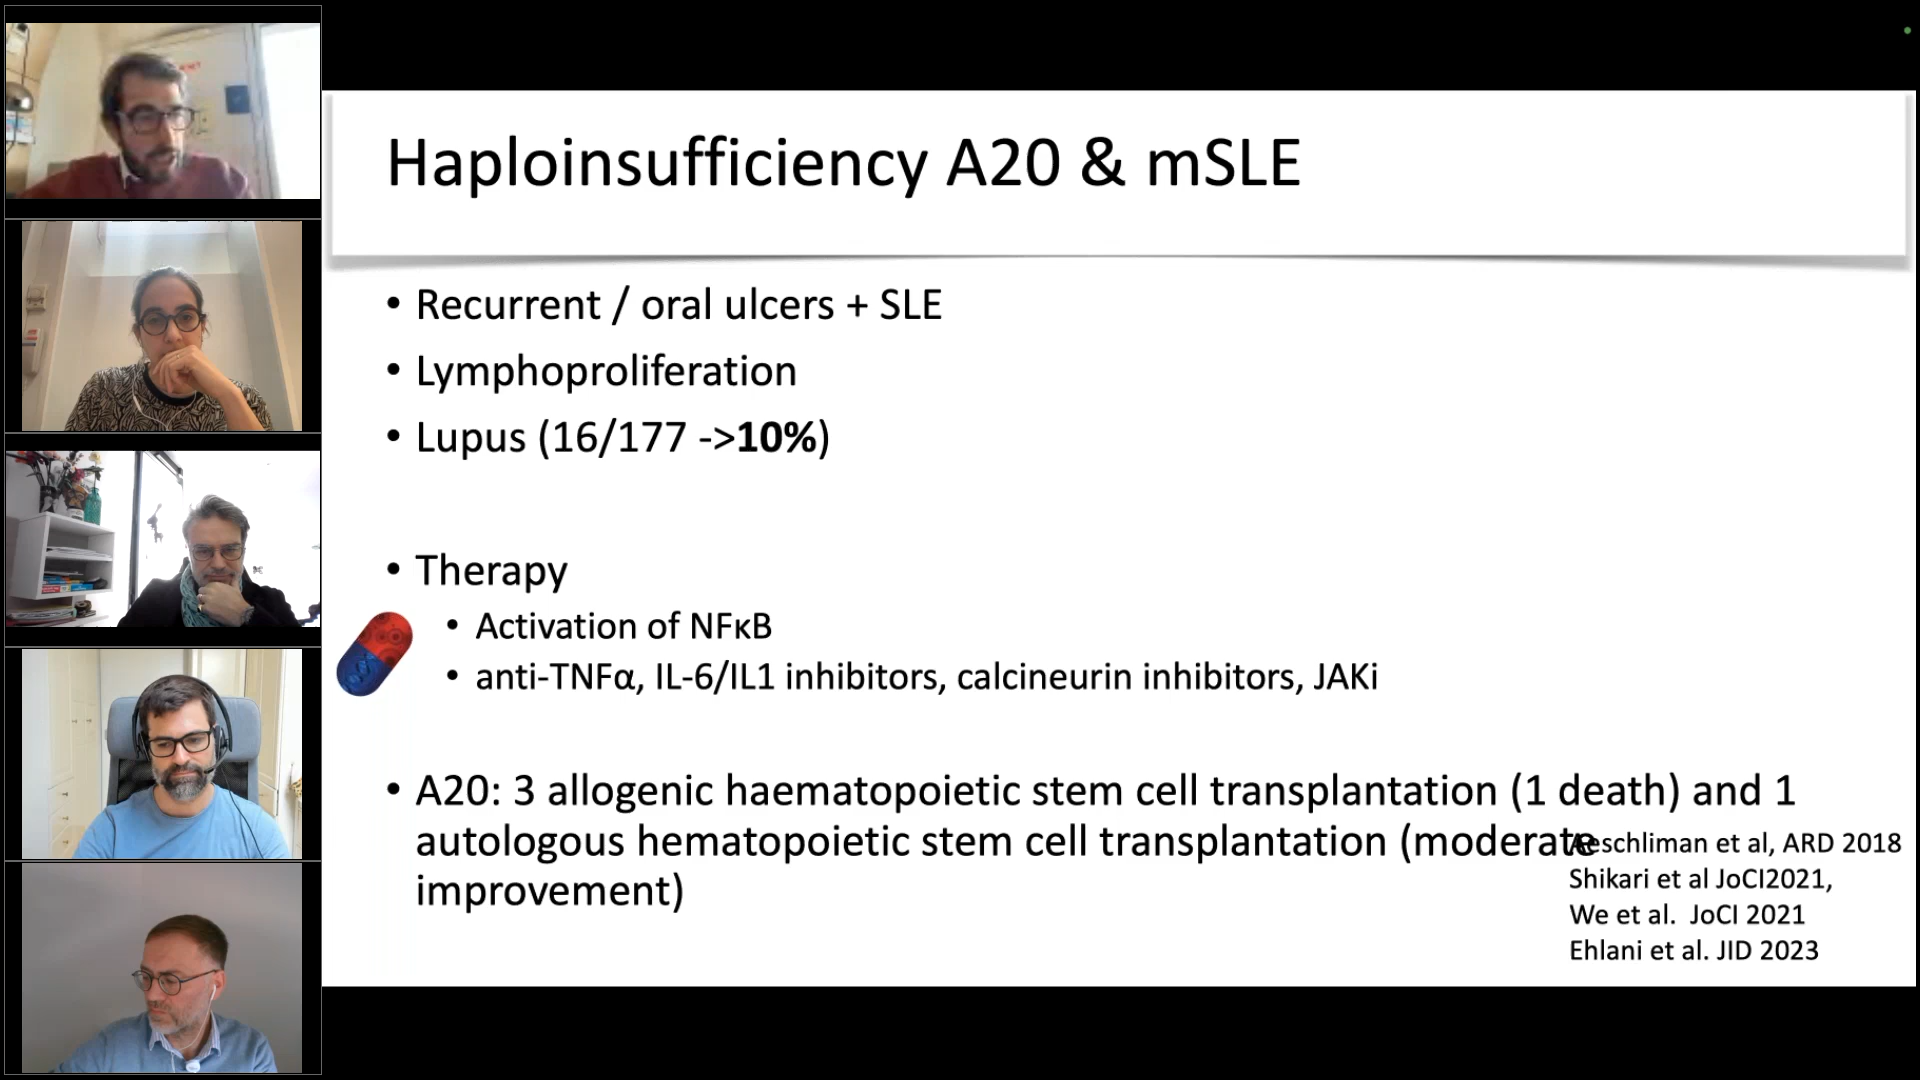 Haploinsufficiency A20 & mSLE
• Recurrent / oral ulcers + SLE
• Lymphoproliferation
• Lupus (16/177 ->10%)
• Therapy
• Activation of NFκB
• anti-TNFα, IL-6/IL1 inhibitors, calcineurin inhibitors, JAKi
• A20: 3 allogenic haematopoietic stem cell transplantation (1 death) and 1
autologous hematopoietic stem cell transplantation (moderate
improvement)
Aeschliman et al, ARD 2018
Shikari et al JoCI2021,
We et al. JoCI 2021
Ehlani et al. JID 2023